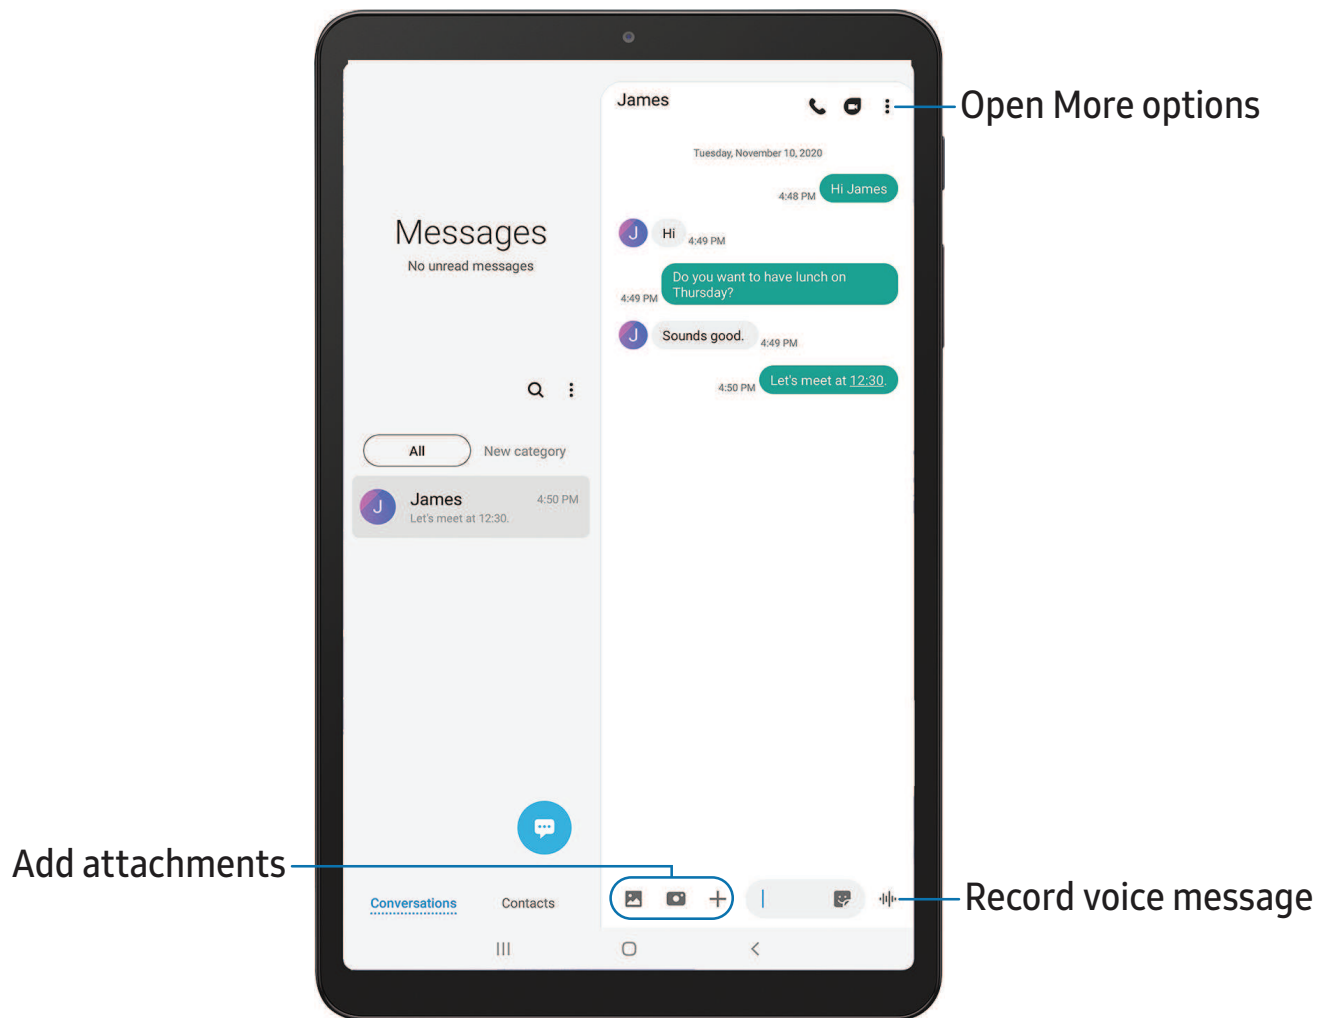 James
Open More options
Tuesday, November 10, 2020
4:48 PM Hi James
J Hi 4:49 PM
Do you want to have lunch on
Thursday?
4:49 PM
J Sounds good. 4:49 PM
4:50 PM Let's meet at 12:30.
Messages
No unread messages
All New category
J James 4:50 PM
Let's meet at 12:30.
Add attachments
Conversations Contacts
Record voice message